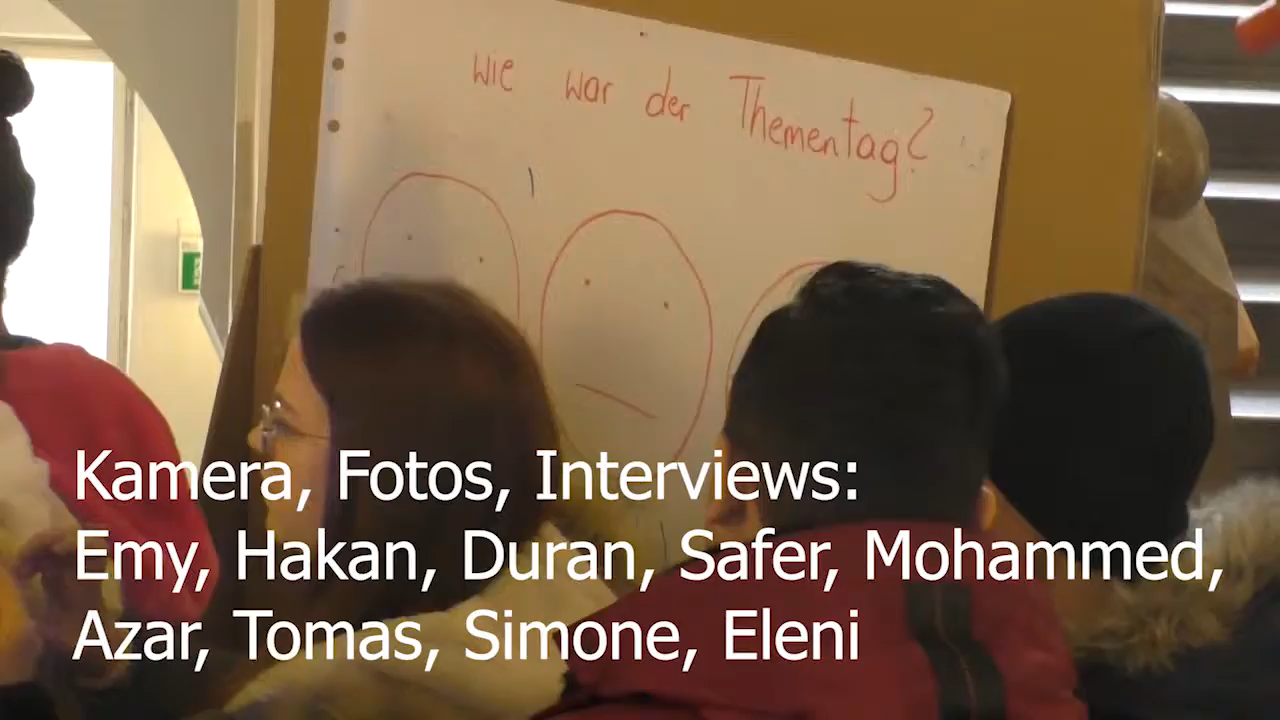 wie war der Thementag?
Kamera, Fotos, Interviews:
Emy, Hakan, Duran, Safer, Mohammed,
Azar, Tomas, Simone, Eleni